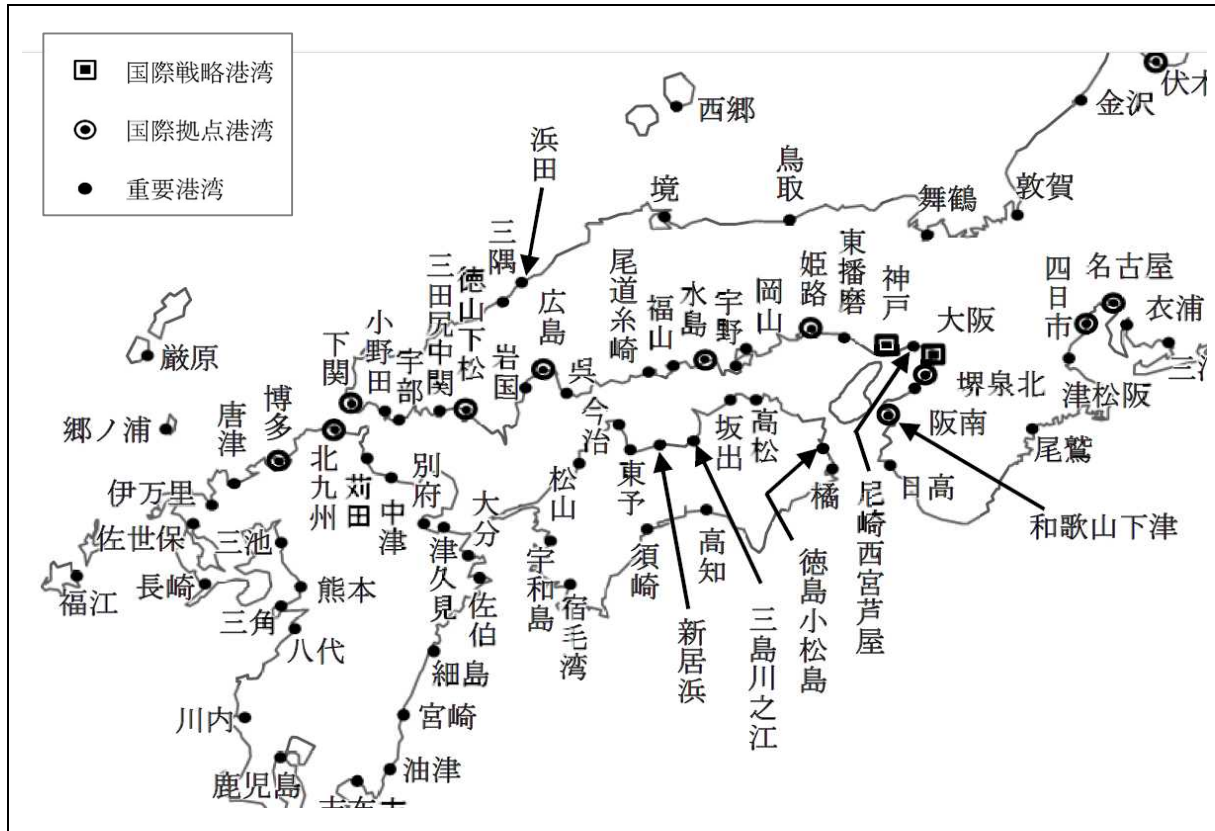 国際戦略港湾
国際拠点港湾
重要港湾
伏木
金沢
西郷
浜田
鳥取
境
敦賀
舞鶴
三隅
徳山下松
三田尻中関
広島
尾道糸崎
福山
水島
宇野
岡山
姫路
東播磨
神戸
大阪
四日市
名古屋
衣浦
厳原
下関
小野田
宇部
岩国
呉
堺泉北
津松阪
郷ノ浦
唐津
博多
今治
坂出
高松
阪南
尾鷲
北九州
苅田
中津
別府
大分
松山
東予
橘
日高
伊万里
和歌山下津
佐世保
三池
津久見
佐伯
宇和島
宿毛湾
須崎
高知
新居浜
三島川之江
徳島小松島
尼崎西宮芦屋
福江
長崎
熊本
三角
八代
細島
川内
宮崎
鹿児島
油津